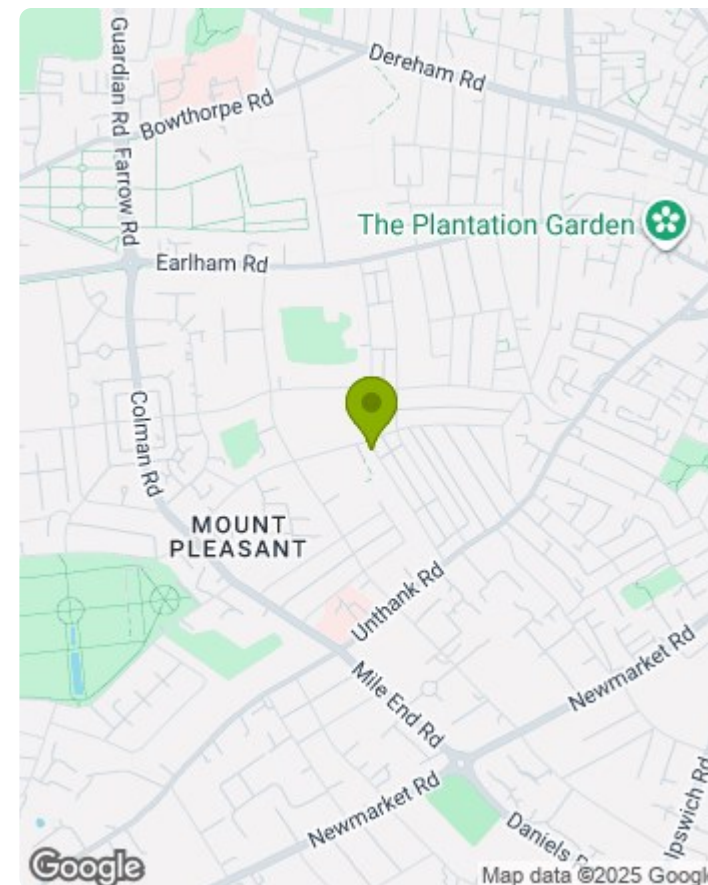 Guardian Rd
Dereham Rd
Bowthorpe Rd
Farrow Rd
The Plantation Garden
Earlham Rd
Colman Rd
MOUNT
PLEASANT
Unthank Rd
Newmarket Rd
Mile End Rd
Newmarket Rd
Ipswich Rd
Daniels
Google
Map data ©2025 Google